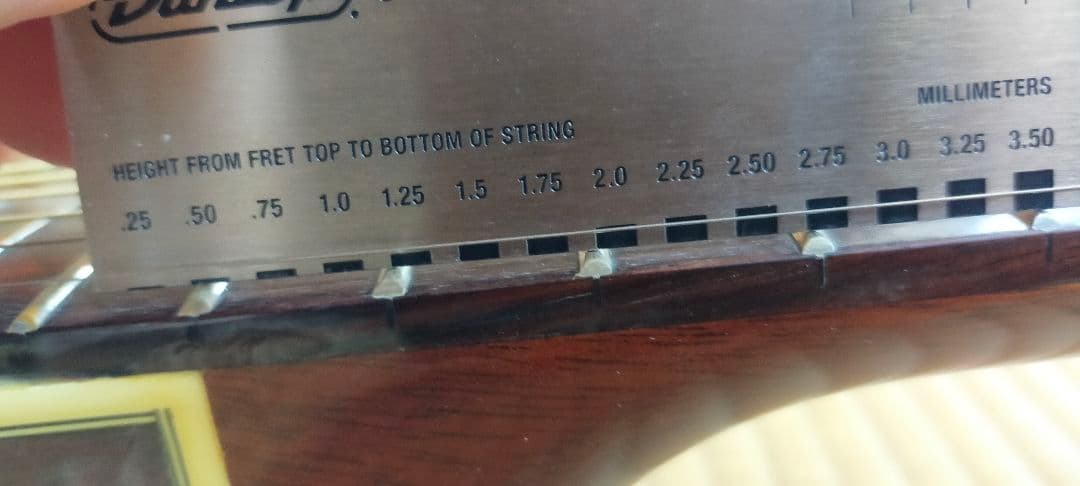 Dunlop
MILLIMETERS
HEIGHT FROM FRET TOP TO BOTTOM OF STRING
.25 .50 .75 1.0 1.25 1.5 1.75 2.0 2.25 2.50 2.75 3.0 3.25 3.50